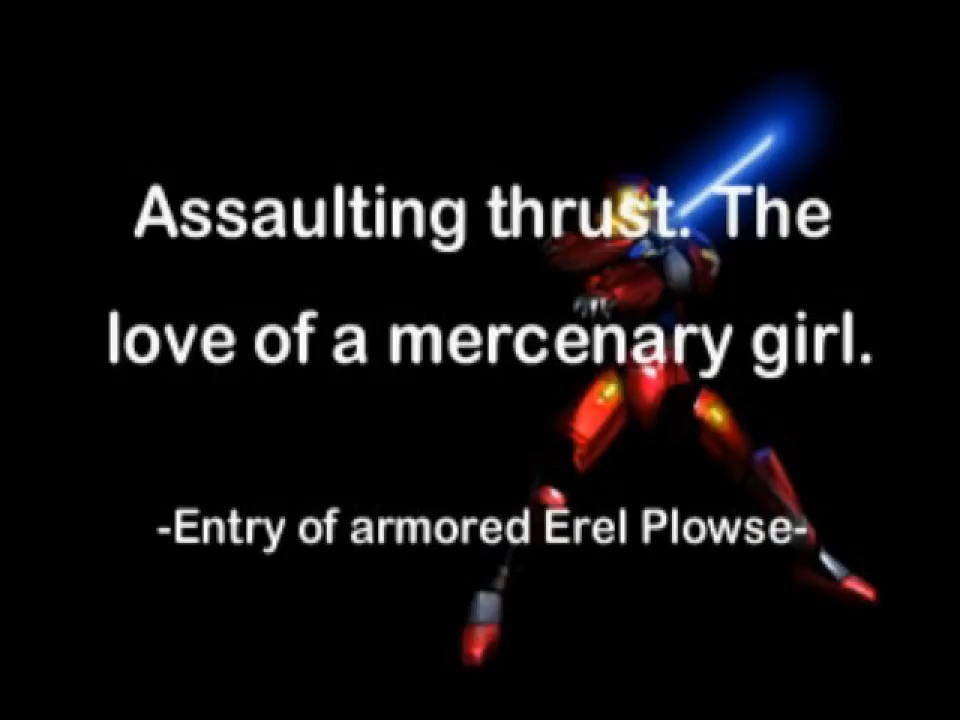 Assaulting thrust. The
love of a mercenary girl.
-Entry of armored Erel Plowse-